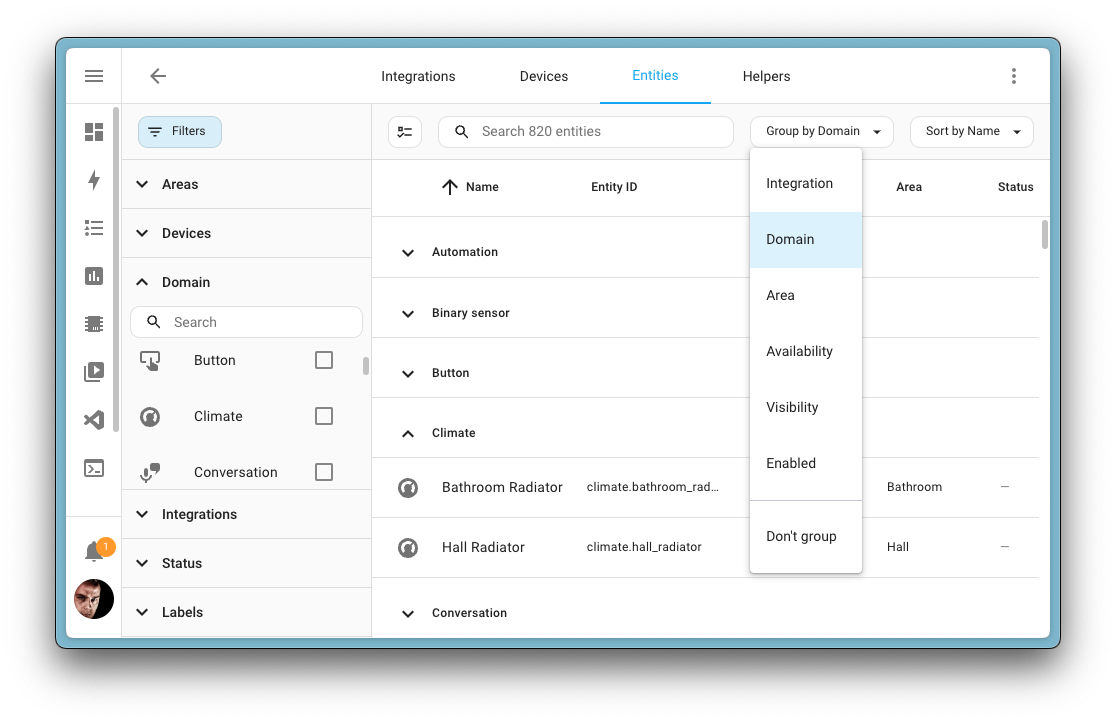 Integrations Devices Entities Helpers
Filters
Search 820 entities
Group by Domain
Sort by Name
Areas
Devices
Domain
Search
Button
Climate
Conversation
Integrations
Status
Labels
1
Name Entity ID Area Status
Automation
Binary sensor
Button
Climate
Bathroom Radiator climate.bathroom_rad... Bathroom —
Hall Radiator climate.hall_radiator Hall —
Conversation
Integration
Domain
Area
Availability
Visibility
Enabled
Don't group